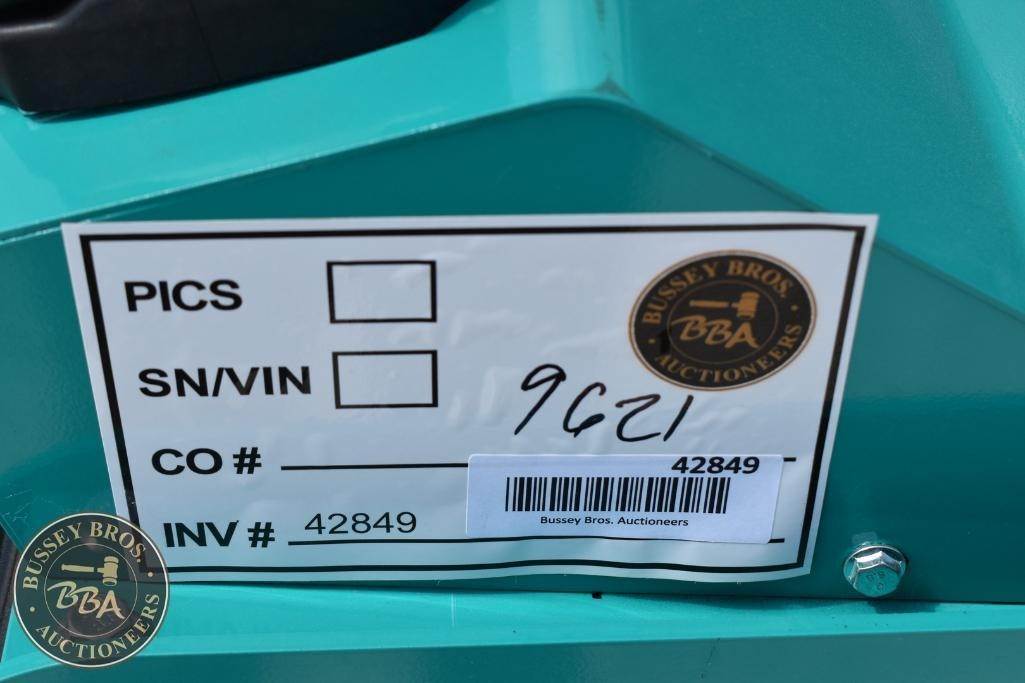 PICS
SN/VIN
CO #
INV # 42849
9621
42849
Bussey Bros. Auctioneers
BUSSEY BROS.
BBA
AUCTIONEERS
BUSSEY BROS.
BBA
AUCTIONEERS